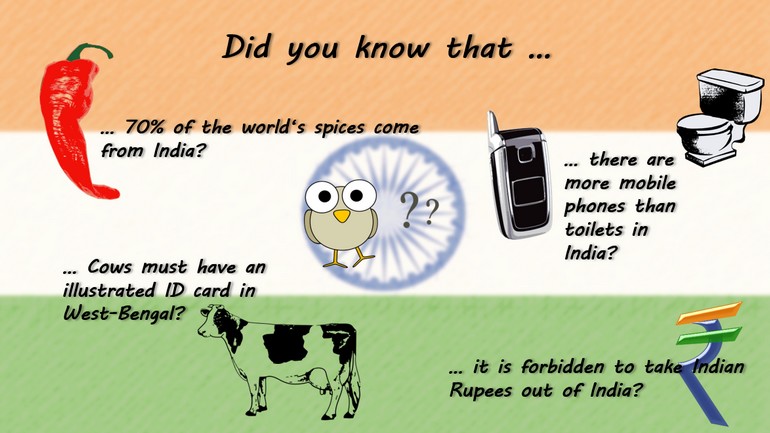 Did you know that ...
... 70% of the world's spices come
from India?
... there are
more mobile
phones than
toilets in
India?
??
... Cows must have an
illustrated ID card in
West-Bengal?
... it is forbidden to take Indian
Rupees out of India?